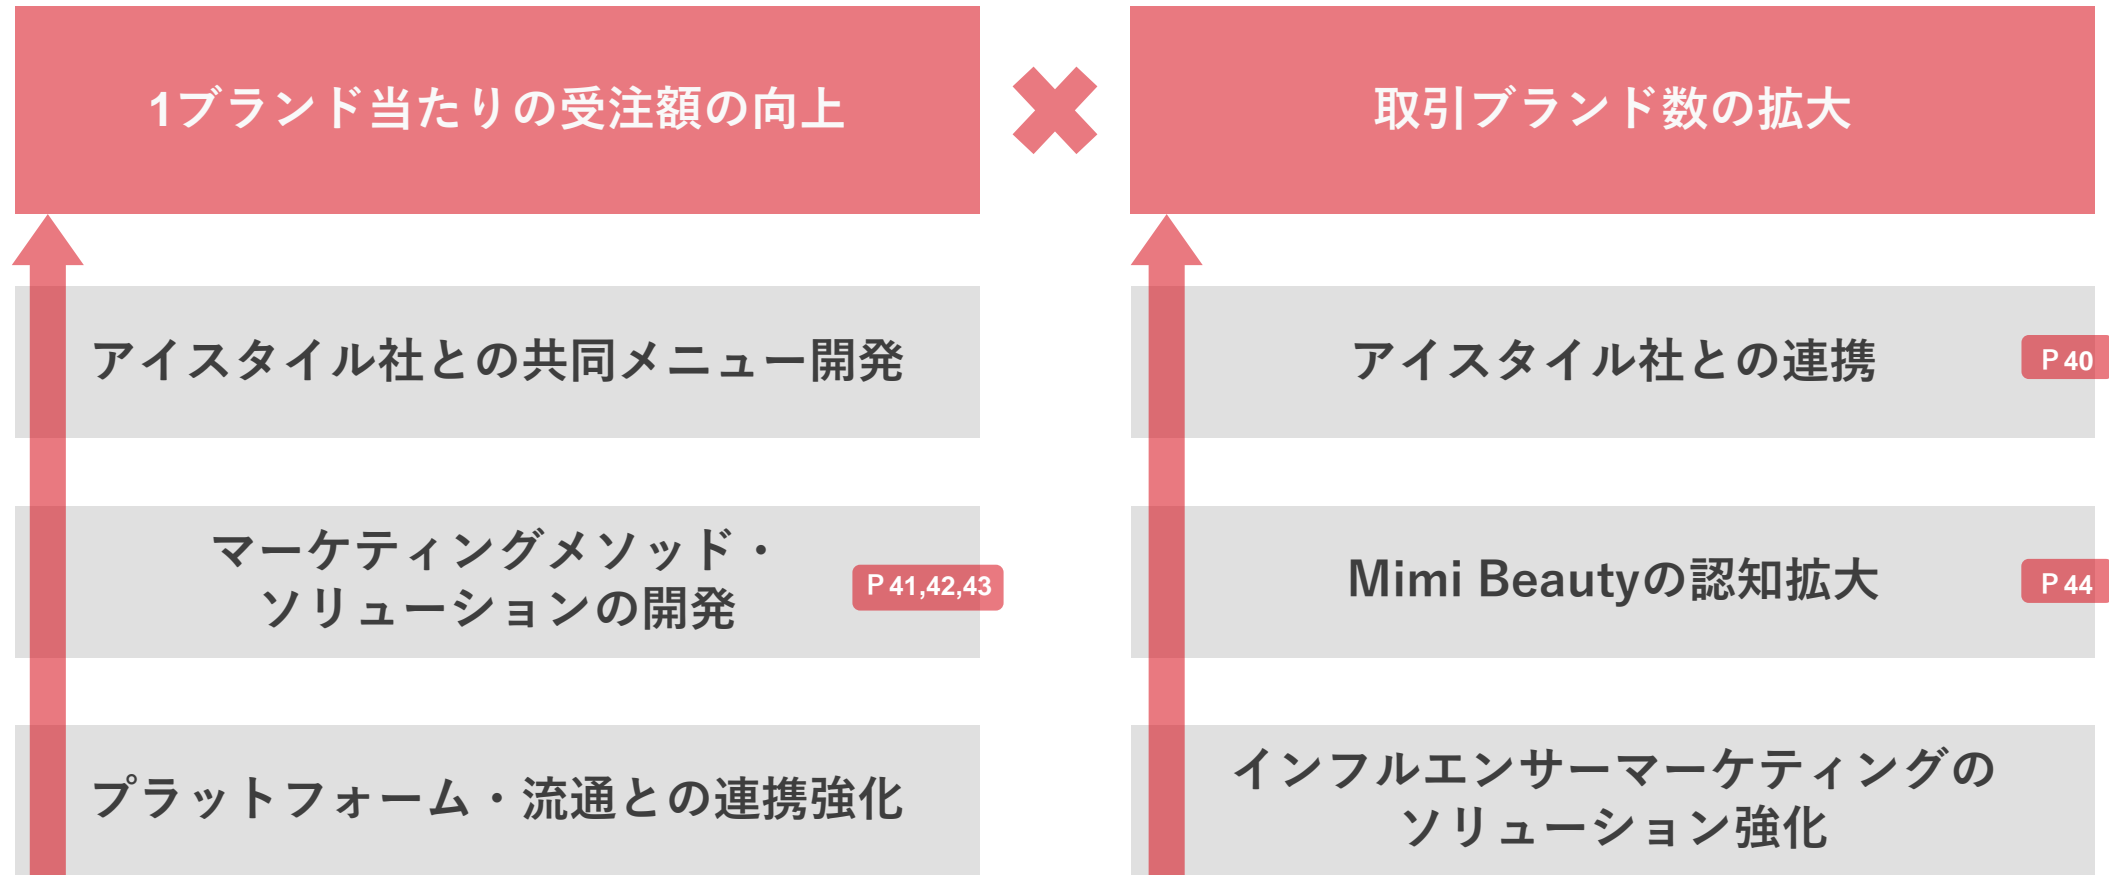 1ブランド当たりの受注額の向上
取引ブランド数の拡大
アイスタイル社との共同メニュー開発
アイスタイル社との連携
P 40
マーケティングメソッド・
ソリューションの開発
P 41,42,43
Mimi Beautyの認知拡大
P 44
プラットフォーム・流通との連携強化
インフルエンサーマーケティングの
ソリューション強化